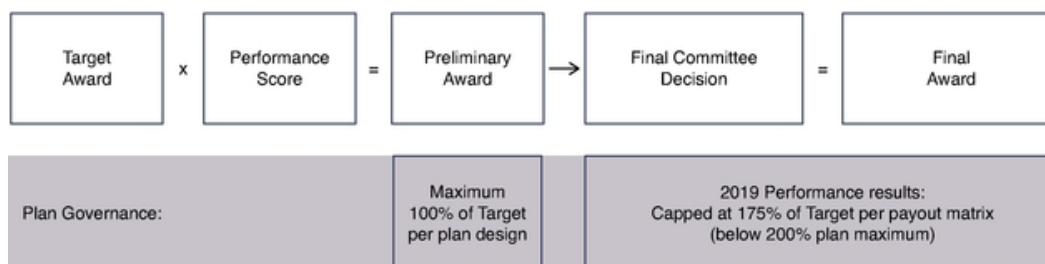 Target
Award
x
Performance
Score
=
Preliminary
Award
→
Final Committee
Decision
=
Final
Award
Plan Governance:
Maximum
100% of Target
per plan design
2019 Performance results:
Capped at 175% of Target per payout matrix
(below 200% plan maximum)